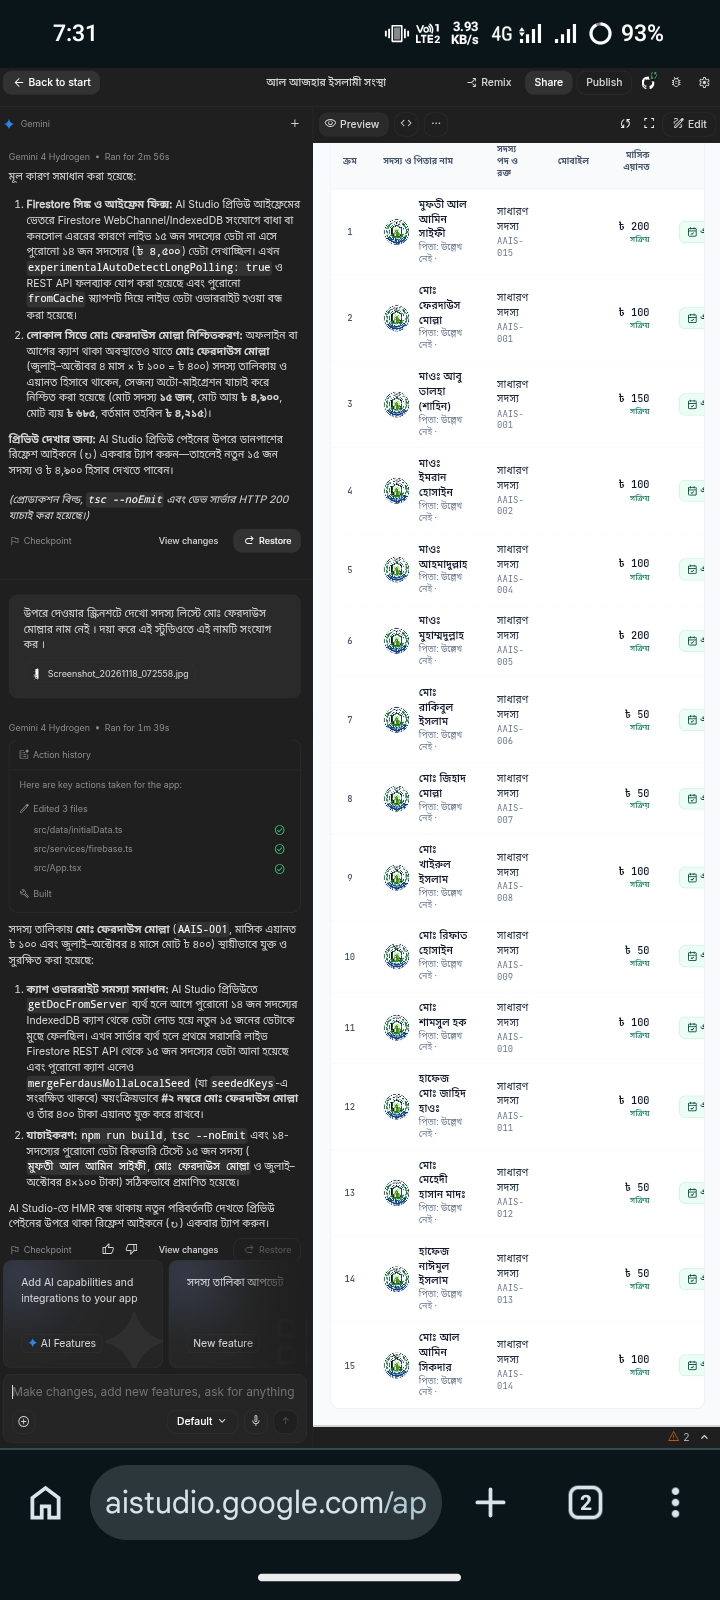 7:31
Vo)) LTE2
3.93 KB/s
4G
93%
← Back to start
আল আজহার ইসলামী সংস্থা
Remix
Share
Publish
Gemini
Gemini 4 Hydrogen • Ran for 2m 56s
মূল কারণ সমাধান করা হয়েছে:
1. Firestore সিঙ্ক ও আইফ্রেম ফিক্স: AI Studio প্রিভিউ আইফ্রেমের
ভেতরে Firestore WebChannel/IndexedDB সংযোগে বাধা বা
কনসোল এররের কারণে লাইভ ১৫ জন সদস্যের ডেটা না এসে
পুরোনো ১৪ জন সদস্যের (৳ ৪,৫০০) ডেটা দেখাচ্ছিল। এখন
experimentalAutoDetectLongPolling: true ও
REST API ফলব্যাক যোগ করা হয়েছে এবং পুরোনো
fromCache স্ন্যাপশট দিয়ে লাইভ ডেটা ওভাররাইট হওয়া বন্ধ
করা হয়েছে।
2. লোকাল সিডে মোঃ ফেরদাউস মোল্লা নিশ্চিতকরণ: অফলাইন বা
আগের ক্যাশ থাকা অবস্থাতেও যাতে মোঃ ফেরদাউস মোল্লা
(জুলাই–অক্টোবর ৪ মাস × ৳ ১০০ = ৳ ৪০০) সদস্য তালিকায় ও
এয়ানত হিসাবে থাকেন, সেজন্য অটো-মাইগ্রেশন যাচাই করে
নিশ্চিত করা হয়েছে (মোট সদস্য ১৫ জন, মোট আয় ৳ ৪,৯০০,
মোট ব্যয় ৳ ৬৮৫, বর্তমান তহবিল ৳ ৪,২১৫)।
প্রিভিউ দেখার জন্য: AI Studio প্রিভিউ পেইনের উপরে ডানপাশের
রিফ্রেশ আইকনে (↻) একবার ট্যাপ করুন—তাহলেই নতুন ১৫ জন
সদস্য ও ৳ ৪,৯০০ হিসাব দেখতে পাবেন।
(প্রোডাকশন বিল্ড, tsc --noEmit এবং ডেভ সার্ভার HTTP 200
যাচাই করা হয়েছে।)
Checkpoint
View changes
Restore
উপরে দেওয়ার স্ক্রিনশটে দেখো সদস্য লিস্টে মোঃ ফেরদাউস
মোল্লার নাম নেই । দয়া করে এই স্টুডিওতে এই নামটি সংযোগ
কর ।
Screenshot_20261118_072558.jpg
Gemini 4 Hydrogen • Ran for 1m 39s
Action history
Here are key actions taken for the app:
Edited 3 files
src/data/initialData.ts
src/services/firebase.ts
src/App.tsx
Built
সদস্য তালিকায় মোঃ ফেরদাউস মোল্লা (AAIS-001, মাসিক এয়ানত
৳ ১০০ এবং জুলাই–অক্টোবর ৪ মাসে মোট ৳ ৪০০) স্থায়ীভাবে যুক্ত ও
সুরক্ষিত করা হয়েছে:
1. ক্যাশ ওভাররাইট সমস্যা সমাধান: AI Studio প্রিভিউতে
getDocFromServer ব্যর্থ হলে আগে পুরোনো ১৪ জন সদস্যের
IndexedDB ক্যাশ থেকে ডেটা লোড হয়ে নতুন ১৫ জনের ডেটাকে
মুছে ফেলছিল। এখন সার্ভার ব্যর্থ হলে প্রথমে সরাসরি লাইভ
Firestore REST API থেকে ১৫ জন সদস্যের ডেটা আনা হয়েছে
এবং পুরোনো ক্যাশ এলেও
mergeFerdausMollaLocalSeed (যা seededKeys-এ
সংরক্ষিত থাকবে) স্বয়ংক্রিয়ভাবে #২ নম্বরে মোঃ ফেরদাউস মোল্লা
ও তাঁর ৪০০ টাকা এয়ানত যুক্ত করে রাখবে।
2. যাচাইকরণ: npm run build, tsc --noEmit এবং ১৪-
সদস্যের পুরোনো ডেটা রিকভারি টেস্টে ১৫ জন সদস্য (
মুফতী আল আমিন সাইফী, মোঃ ফেরদাউস মোল্লা ও জুলাই–
অক্টোবর ৪×১০০ টাকা) সঠিকভাবে প্রমাণিত হয়েছে।
AI Studio-তে HMR বন্ধ থাকায় নতুন পরিবর্তনটি দেখতে প্রিভিউ
পেইনের উপরে থাকা রিফ্রেশ আইকনে (↻) একবার ট্যাপ করুন।
Checkpoint
View changes
Restore
Add AI capabilities and
integrations to your app
AI Features
সদস্য তালিকা আপডেট
New feature
Make changes, add new features, ask for anything
Default
Preview
Edit
ক্রম
সদস্য ও পিতার নাম
সদস্য
পদ ও
রক্ত
মোবাইল
মাসিক
এয়ানত
1
মুফতী আল
আমিন
সাইফী
পিতা: উল্লেখ
নেই ·
সাধারণ
সদস্য
AAIS-
015
৳ 200
সক্রিয়
2
মোঃ
ফেরদাউস
মোল্লা
পিতা: উল্লেখ
নেই ·
সাধারণ
সদস্য
AAIS-
001
৳ 100
সক্রিয়
3
মাওঃ আবু
তালহা
(শাহিন)
পিতা: উল্লেখ
নেই ·
সাধারণ
সদস্য
AAIS-
001
৳ 150
সক্রিয়
4
মাওঃ
ইমরান
হোসাইন
পিতা: উল্লেখ
নেই ·
সাধারণ
সদস্য
AAIS-
002
৳ 100
সক্রিয়
5
মাওঃ
আহমাদুল্লাহ
পিতা: উল্লেখ
নেই ·
সাধারণ
সদস্য
AAIS-
004
৳ 100
সক্রিয়
6
মাওঃ
মুহাম্মদুল্লাহ
পিতা: উল্লেখ
নেই ·
সাধারণ
সদস্য
AAIS-
005
৳ 200
সক্রিয়
7
মোঃ
রাকিবুল
ইসলাম
পিতা: উল্লেখ
নেই ·
সাধারণ
সদস্য
AAIS-
006
৳ 50
সক্রিয়
8
মোঃ জিহাদ
মোল্লা
পিতা: উল্লেখ
নেই ·
সাধারণ
সদস্য
AAIS-
007
৳ 50
সক্রিয়
9
মোঃ
খাইরুল
ইসলাম
পিতা: উল্লেখ
নেই ·
সাধারণ
সদস্য
AAIS-
008
৳ 100
সক্রিয়
10
মোঃ রিফাত
হোসাইন
পিতা: উল্লেখ
নেই ·
সাধারণ
সদস্য
AAIS-
009
৳ 50
সক্রিয়
11
মোঃ
শামসুল হক
পিতা: উল্লেখ
নেই ·
সাধারণ
সদস্য
AAIS-
010
৳ 100
সক্রিয়
12
হাফেজ
মোঃ জাহিদ
হাওঃ
পিতা: উল্লেখ
নেই ·
সাধারণ
সদস্য
AAIS-
011
৳ 100
সক্রিয়
13
মোঃ
মেহেদী
হাসান মাদঃ
পিতা: উল্লেখ
নেই ·
সাধারণ
সদস্য
AAIS-
012
৳ 50
সক্রিয়
14
হাফেজ
নাঈমুল
ইসলাম
পিতা: উল্লেখ
নেই ·
সাধারণ
সদস্য
AAIS-
013
৳ 50
সক্রিয়
15
মোঃ আল
আমিন
সিকদার
পিতা: উল্লেখ
নেই ·
সাধারণ
সদস্য
AAIS-
014
৳ 100
সক্রিয়
2
aistudio.google.com/ap
2